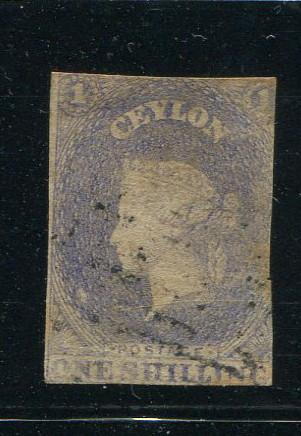 1 1
CEYLON
POSTAGE
ONE SHILLING